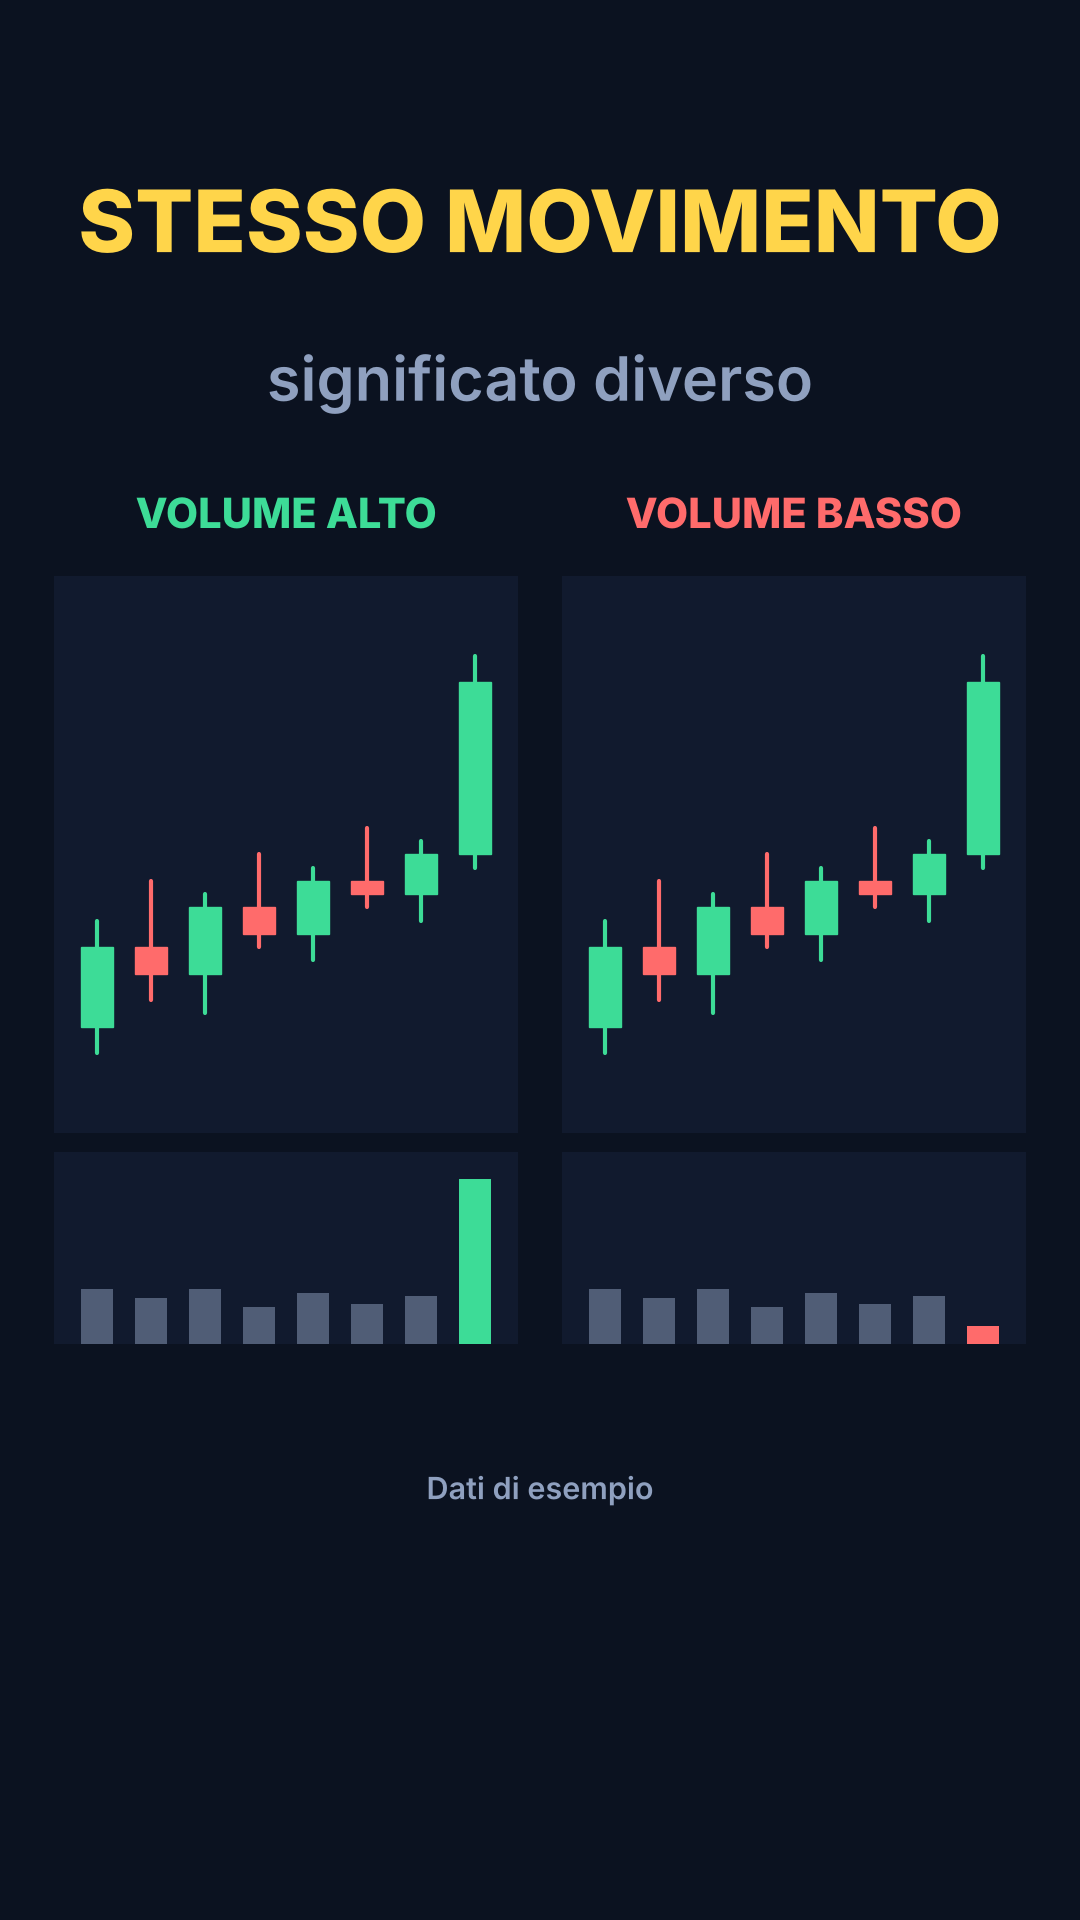 STESSO MOVIMENTO
significato diverso
VOLUME ALTO
VOLUME BASSO
Dati di esempio